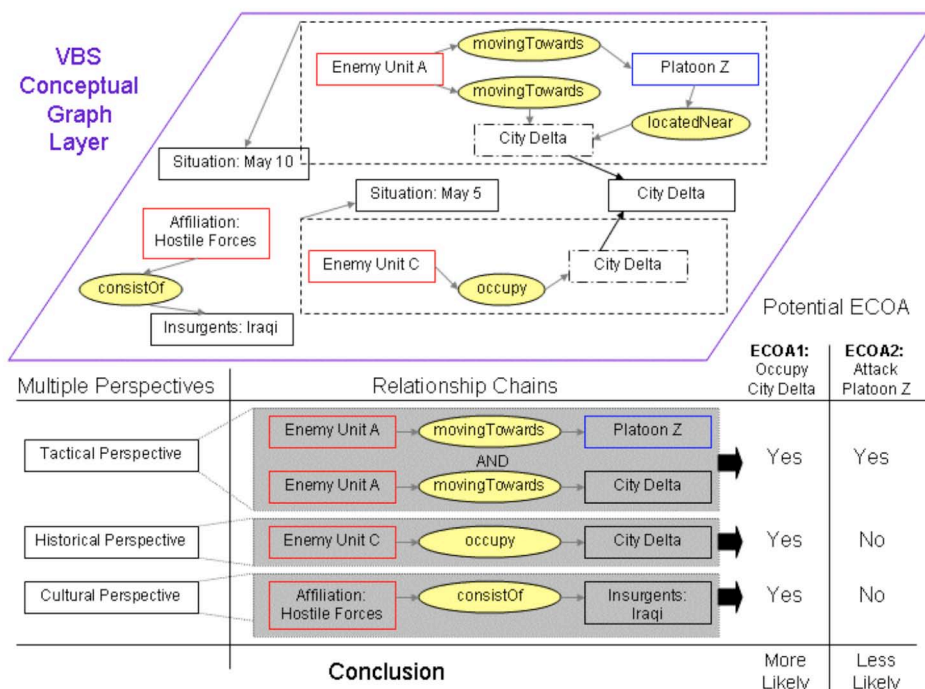 VBS
Conceptual
Graph
Layer
movingTowards
Enemy Unit A
Platoon Z
movingTowards
locatedNear
City Delta
Situation: May 10
Situation: May 5
City Delta
Affiliation:
Hostile Forces
Enemy Unit C
City Delta
occupy
consistOf
Insurgents: Iraqi
Potential ECOA
ECOA1:
Occupy
City Delta
ECOA2:
Attack
Platoon Z
Multiple Perspectives
Relationship Chains
Tactical Perspective
Enemy Unit A
movingTowards
Platoon Z
AND
Enemy Unit A
movingTowards
City Delta
Yes
Yes
Historical Perspective
Enemy Unit C
occupy
City Delta
Yes
No
Cultural Perspective
Affiliation:
Hostile Forces
consistOf
Insurgents:
Iraqi
Yes
No
Conclusion
More
Likely
Less
Likely